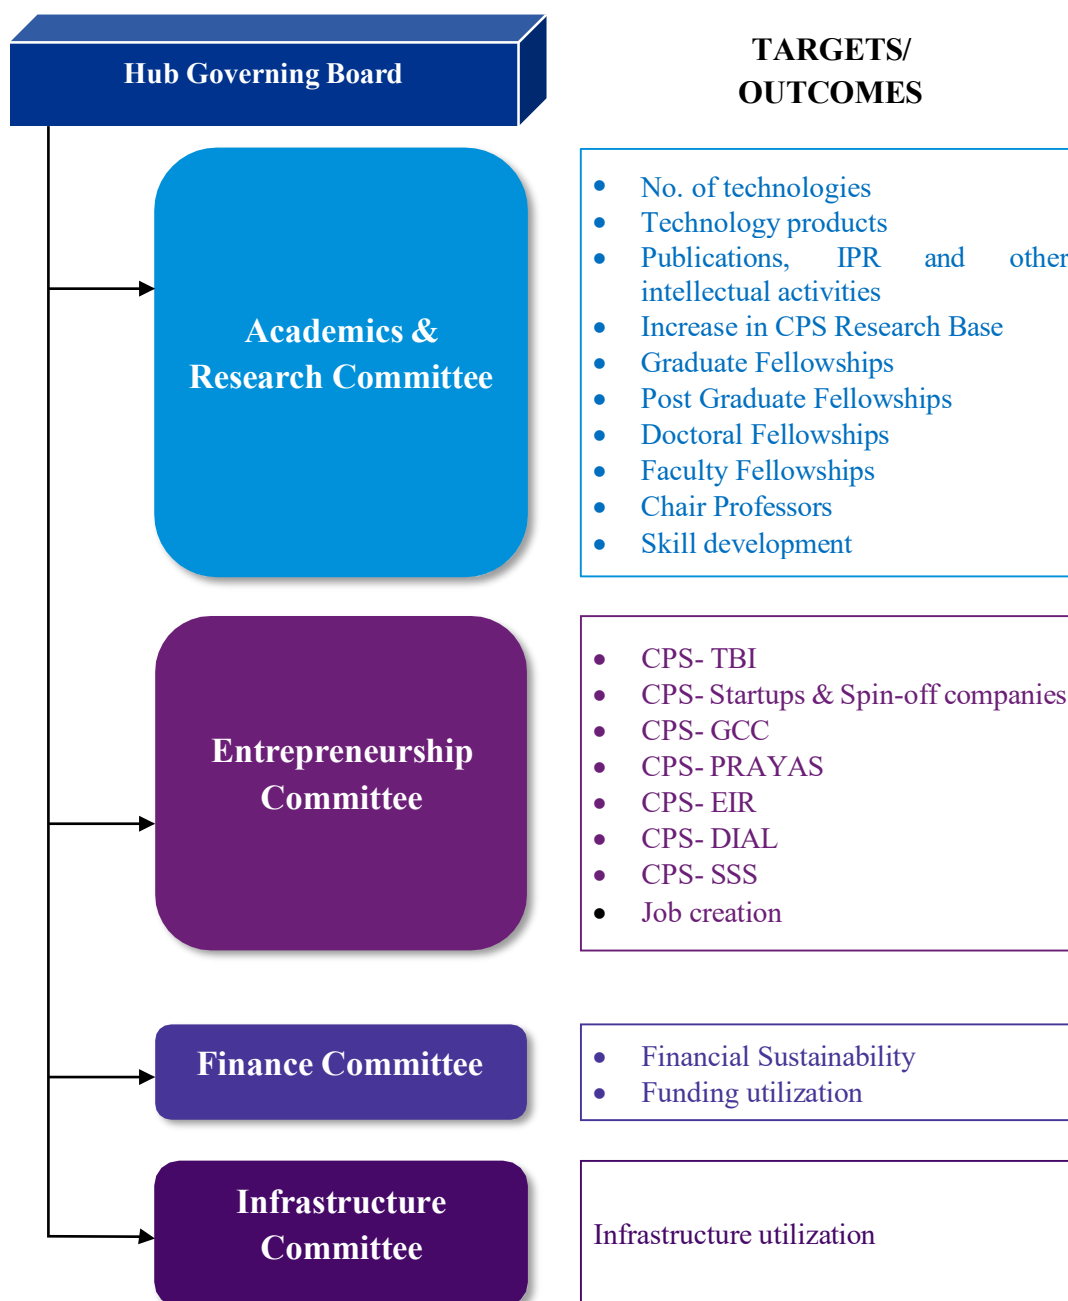 Hub Governing Board
TARGETS/
OUTCOMES
Academics &
Research Committee
• No. of technologies
• Technology products
• Publications, IPR and other
intellectual activities
• Increase in CPS Research Base
• Graduate Fellowships
• Post Graduate Fellowships
• Doctoral Fellowships
• Faculty Fellowships
• Chair Professors
• Skill development
Entrepreneurship
Committee
• CPS- TBI
• CPS- Startups & Spin-off companies
• CPS- GCC
• CPS- PRAYAS
• CPS- EIR
• CPS- DIAL
• CPS- SSS
• Job creation
Finance Committee
• Financial Sustainability
• Funding utilization
Infrastructure
Committee
Infrastructure utilization